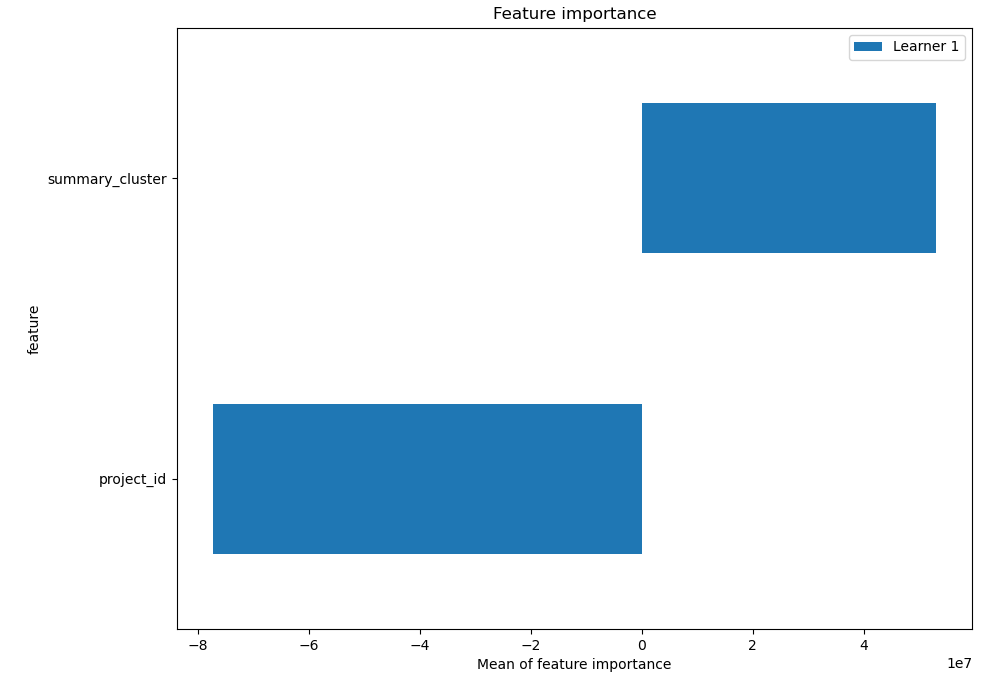 Feature importance
Learner 1
summary_cluster
feature
project_id
−8 −6 −4 −2 0 2 4
Mean of feature importance
1e7